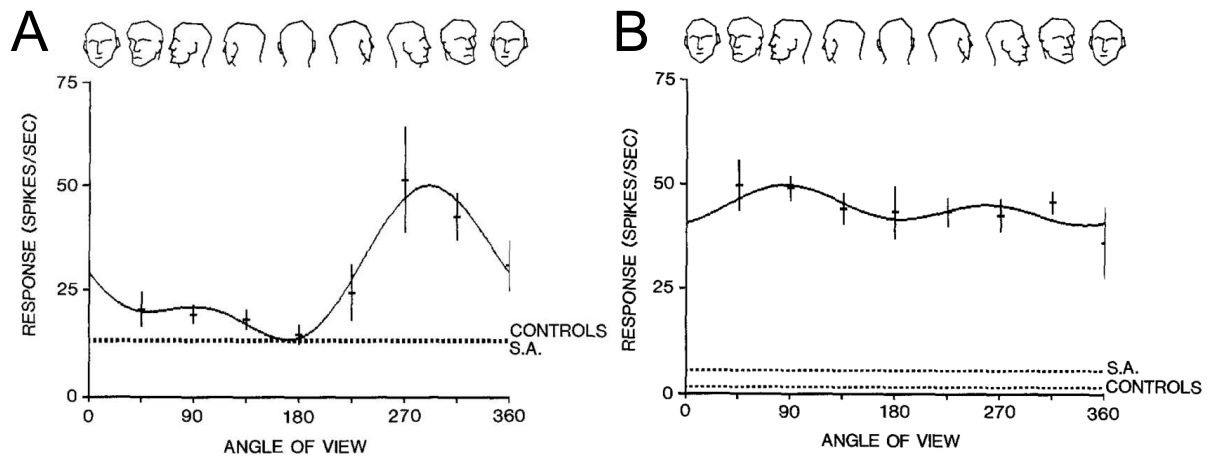 A
75
50
25
0
RESPONSE (SPIKES/SEC)
CONTROLS
S.A.
0 90 180 270 360
ANGLE OF VIEW
B
75
50
25
0
RESPONSE (SPIKES/SEC)
S.A.
CONTROLS
0 90 180 270 360
ANGLE OF VIEW